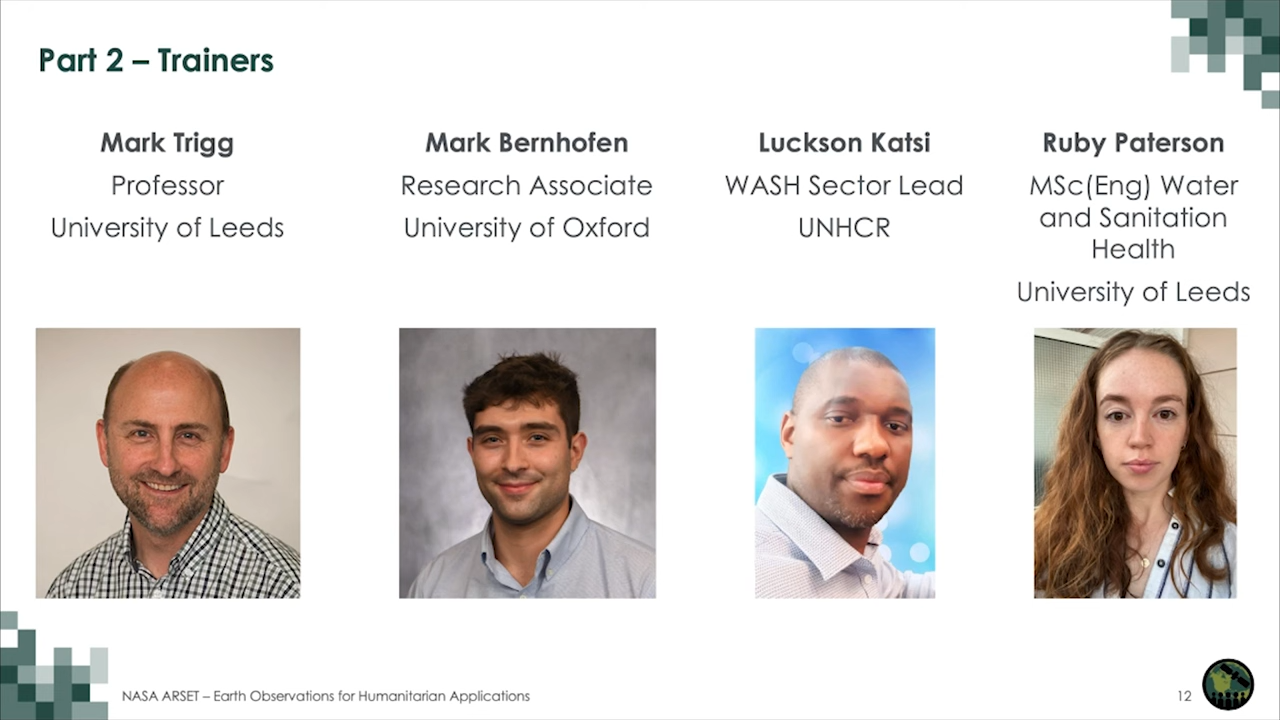 Part 2 – Trainers
Mark Trigg
Professor
University of Leeds
Mark Bernhofen
Research Associate
University of Oxford
Luckson Katsi
WASH Sector Lead
UNHCR
Ruby Paterson
MSc(Eng) Water
and Sanitation
Health
University of Leeds
NASA ARSET – Earth Observations for Humanitarian Applications
12